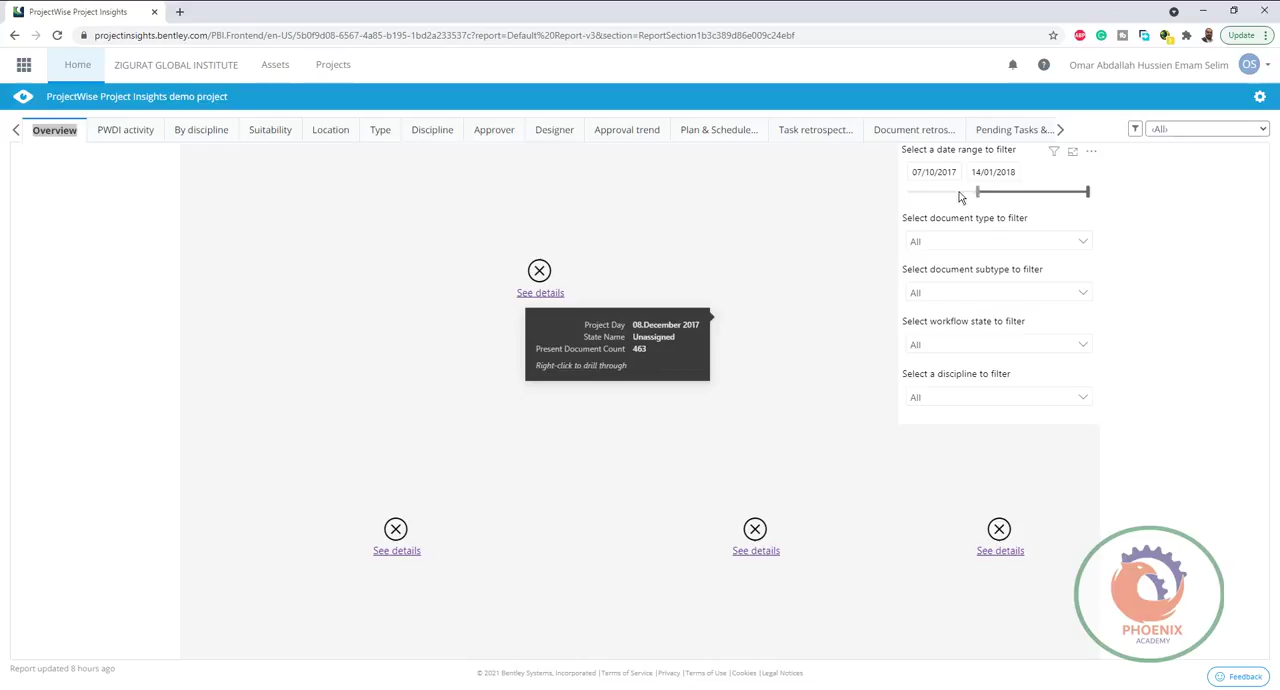 ProjectWise Project Insights
projectinsights.bentley.com/PBI.Frontend/en-US/5b0f9d08-6567-4a85-b195-1bd2a233537c?report=Default%20Report-v3&section=ReportSection1b3c389d86e009c24ebf
ABP
Update
Home
ZIGURAT GLOBAL INSTITUTE
Assets
Projects
Omar Abdallah Hussien Emam Selim
OS
ProjectWise Project Insights demo project
Overview
PWDI activity
By discipline
Suitability
Location
Type
Discipline
Approver
Designer
Approval trend
Plan & Schedule...
Task retrospect...
Document retros...
Pending Tasks &...
‹All›
Select a date range to filter
07/10/2017
14/01/2018
Select document type to filter
All
Select document subtype to filter
All
Select workflow state to filter
All
Select a discipline to filter
All
See details
Project Day 08.December 2017
State Name Unassigned
Present Document Count 463
Right-click to drill through
See details
See details
See details
PHOENIX
ACADEMY
Report updated 8 hours ago
© 2021 Bentley Systems, Incorporated |Terms of Service |Privacy |Terms of Use |Cookies |Legal Notices
Feedback